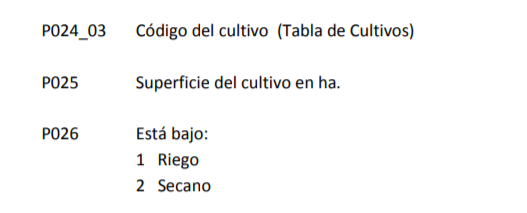 P024_03 Código del cultivo (Tabla de Cultivos)
P025 Superficie del cultivo en ha.
P026 Está bajo:
1 Riego
2 Secano